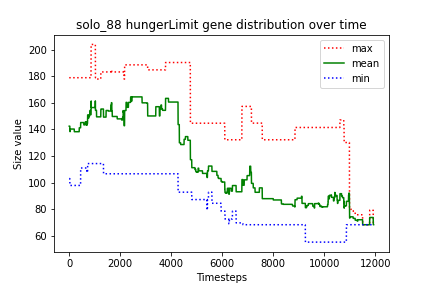 solo_88 hungerLimit gene distribution over time
max
mean
min
Size value
200
180
160
140
120
100
80
60
0 2000 4000 6000 8000 10000 12000
Timesteps